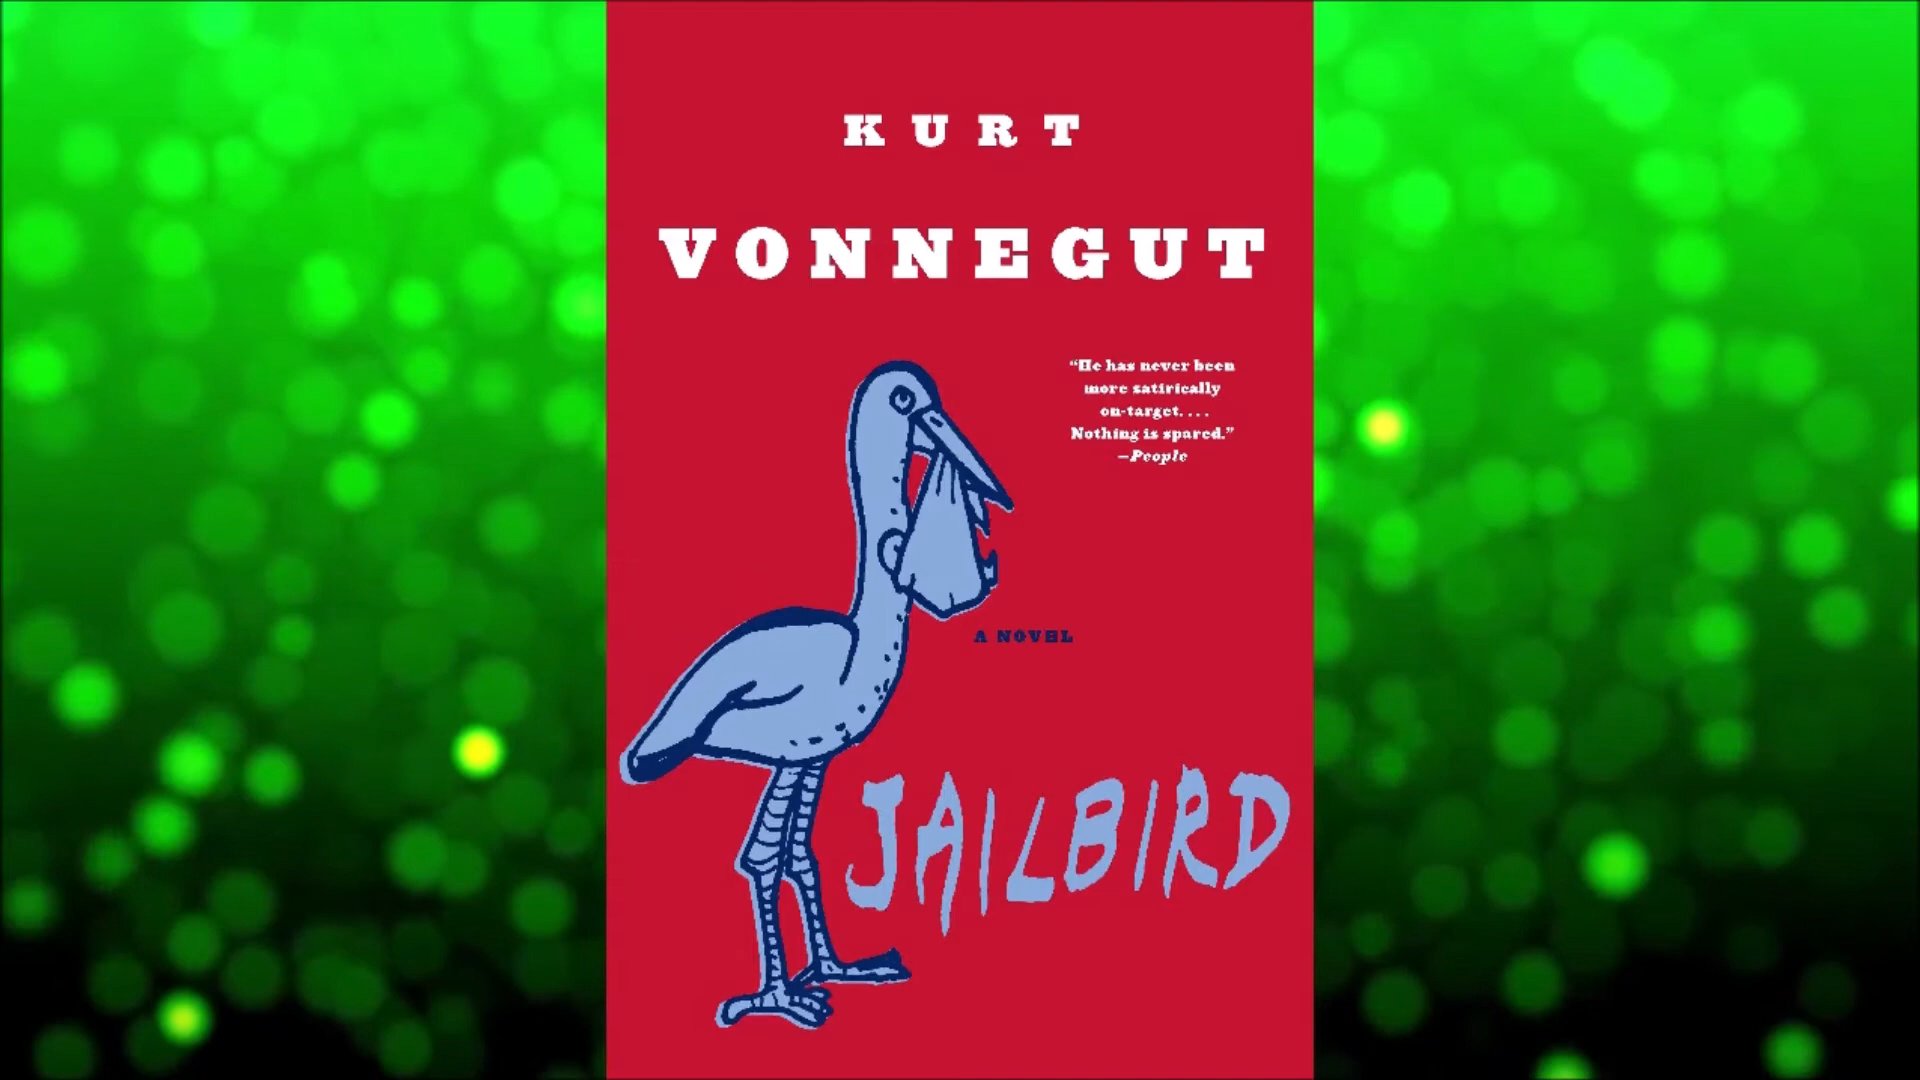 KURT
VONNEGUT
“He has never been
more satirically
on-target....
Nothing is spared.”
–People
A NOVEL
JAILBIRD